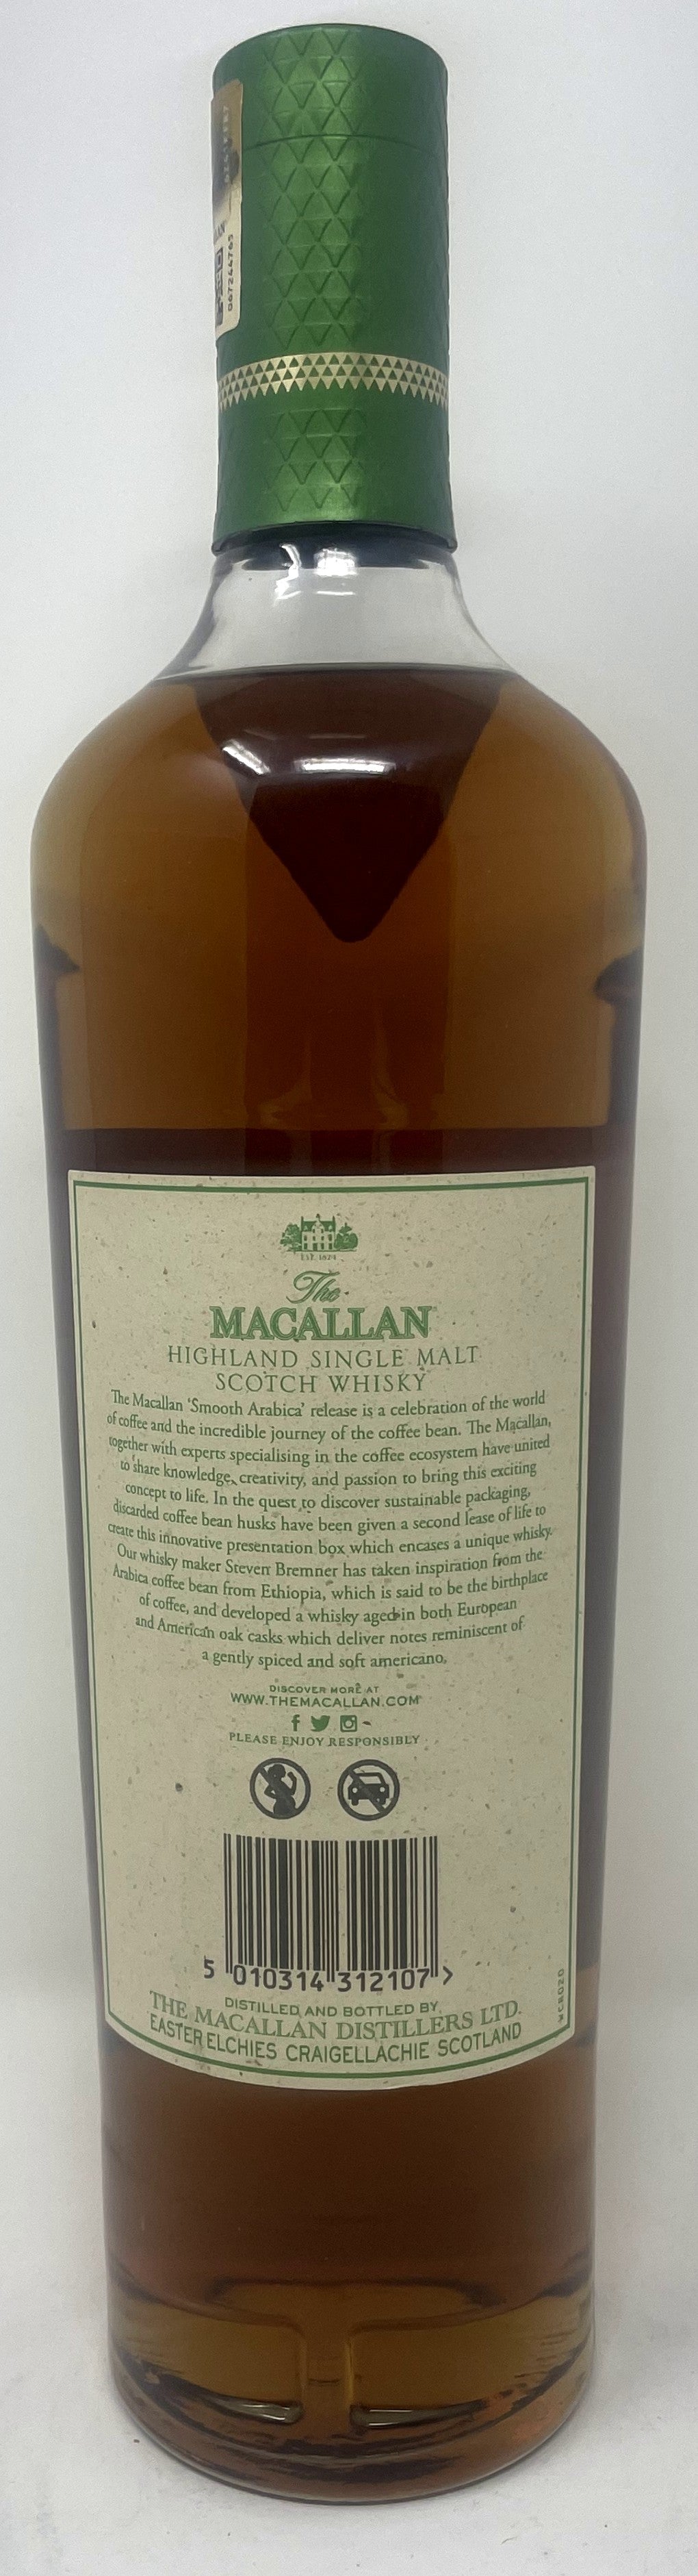 067244765
EST. 1824
The
MACALLAN
HIGHLAND SINGLE MALT
SCOTCH WHISKY
The Macallan 'Smooth Arabica' release is a celebration of the world
of coffee and the incredible journey of the coffee bean. The Macallan,
together with experts specialising in the coffee ecosystem have united
to share knowledge, creativity, and passion to bring this exciting
concept to life. In the quest to discover sustainable packaging,
discarded coffee bean husks have been given a second lease of life to
create this innovative presentation box which encases a unique whisky.
Our whisky maker Steven Bremner has taken inspiration from the
Arabica coffee bean from Ethiopia, which is said to be the birthplace
of coffee, and developed a whisky aged in both European
and American oak casks which deliver notes reminiscent of
a gently spiced and soft americano.
DISCOVER MORE AT
WWW.THEMACALLAN.COM
PLEASE ENJOY RESPONSIBLY
5 010314 312107 >
DISTILLED AND BOTTLED BY
THE MACALLAN DISTILLERS LTD.
EASTER ELCHIES CRAIGELLACHIE SCOTLAND